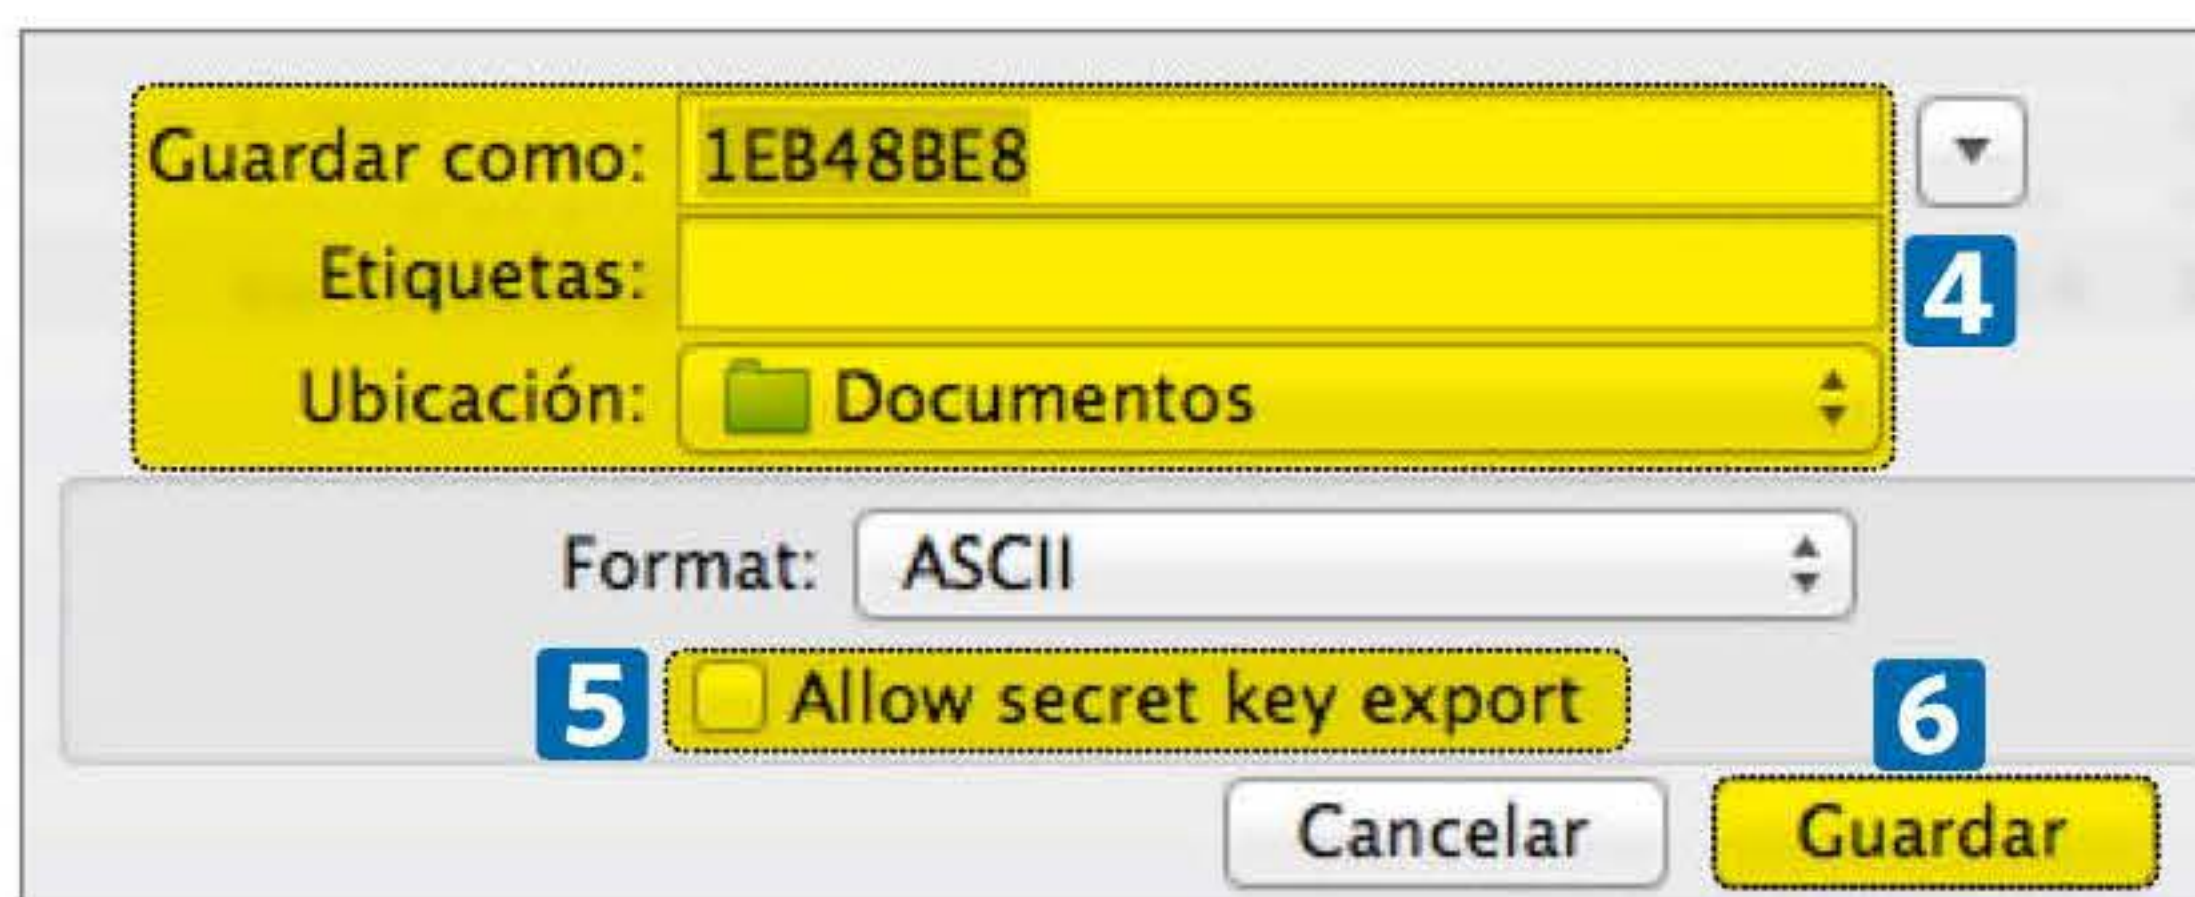 Guardar como: 1EB48BE8
Etiquetas:
4
Ubicación: Documentos
Format: ASCII
5 Allow secret key export
6
Cancelar Guardar